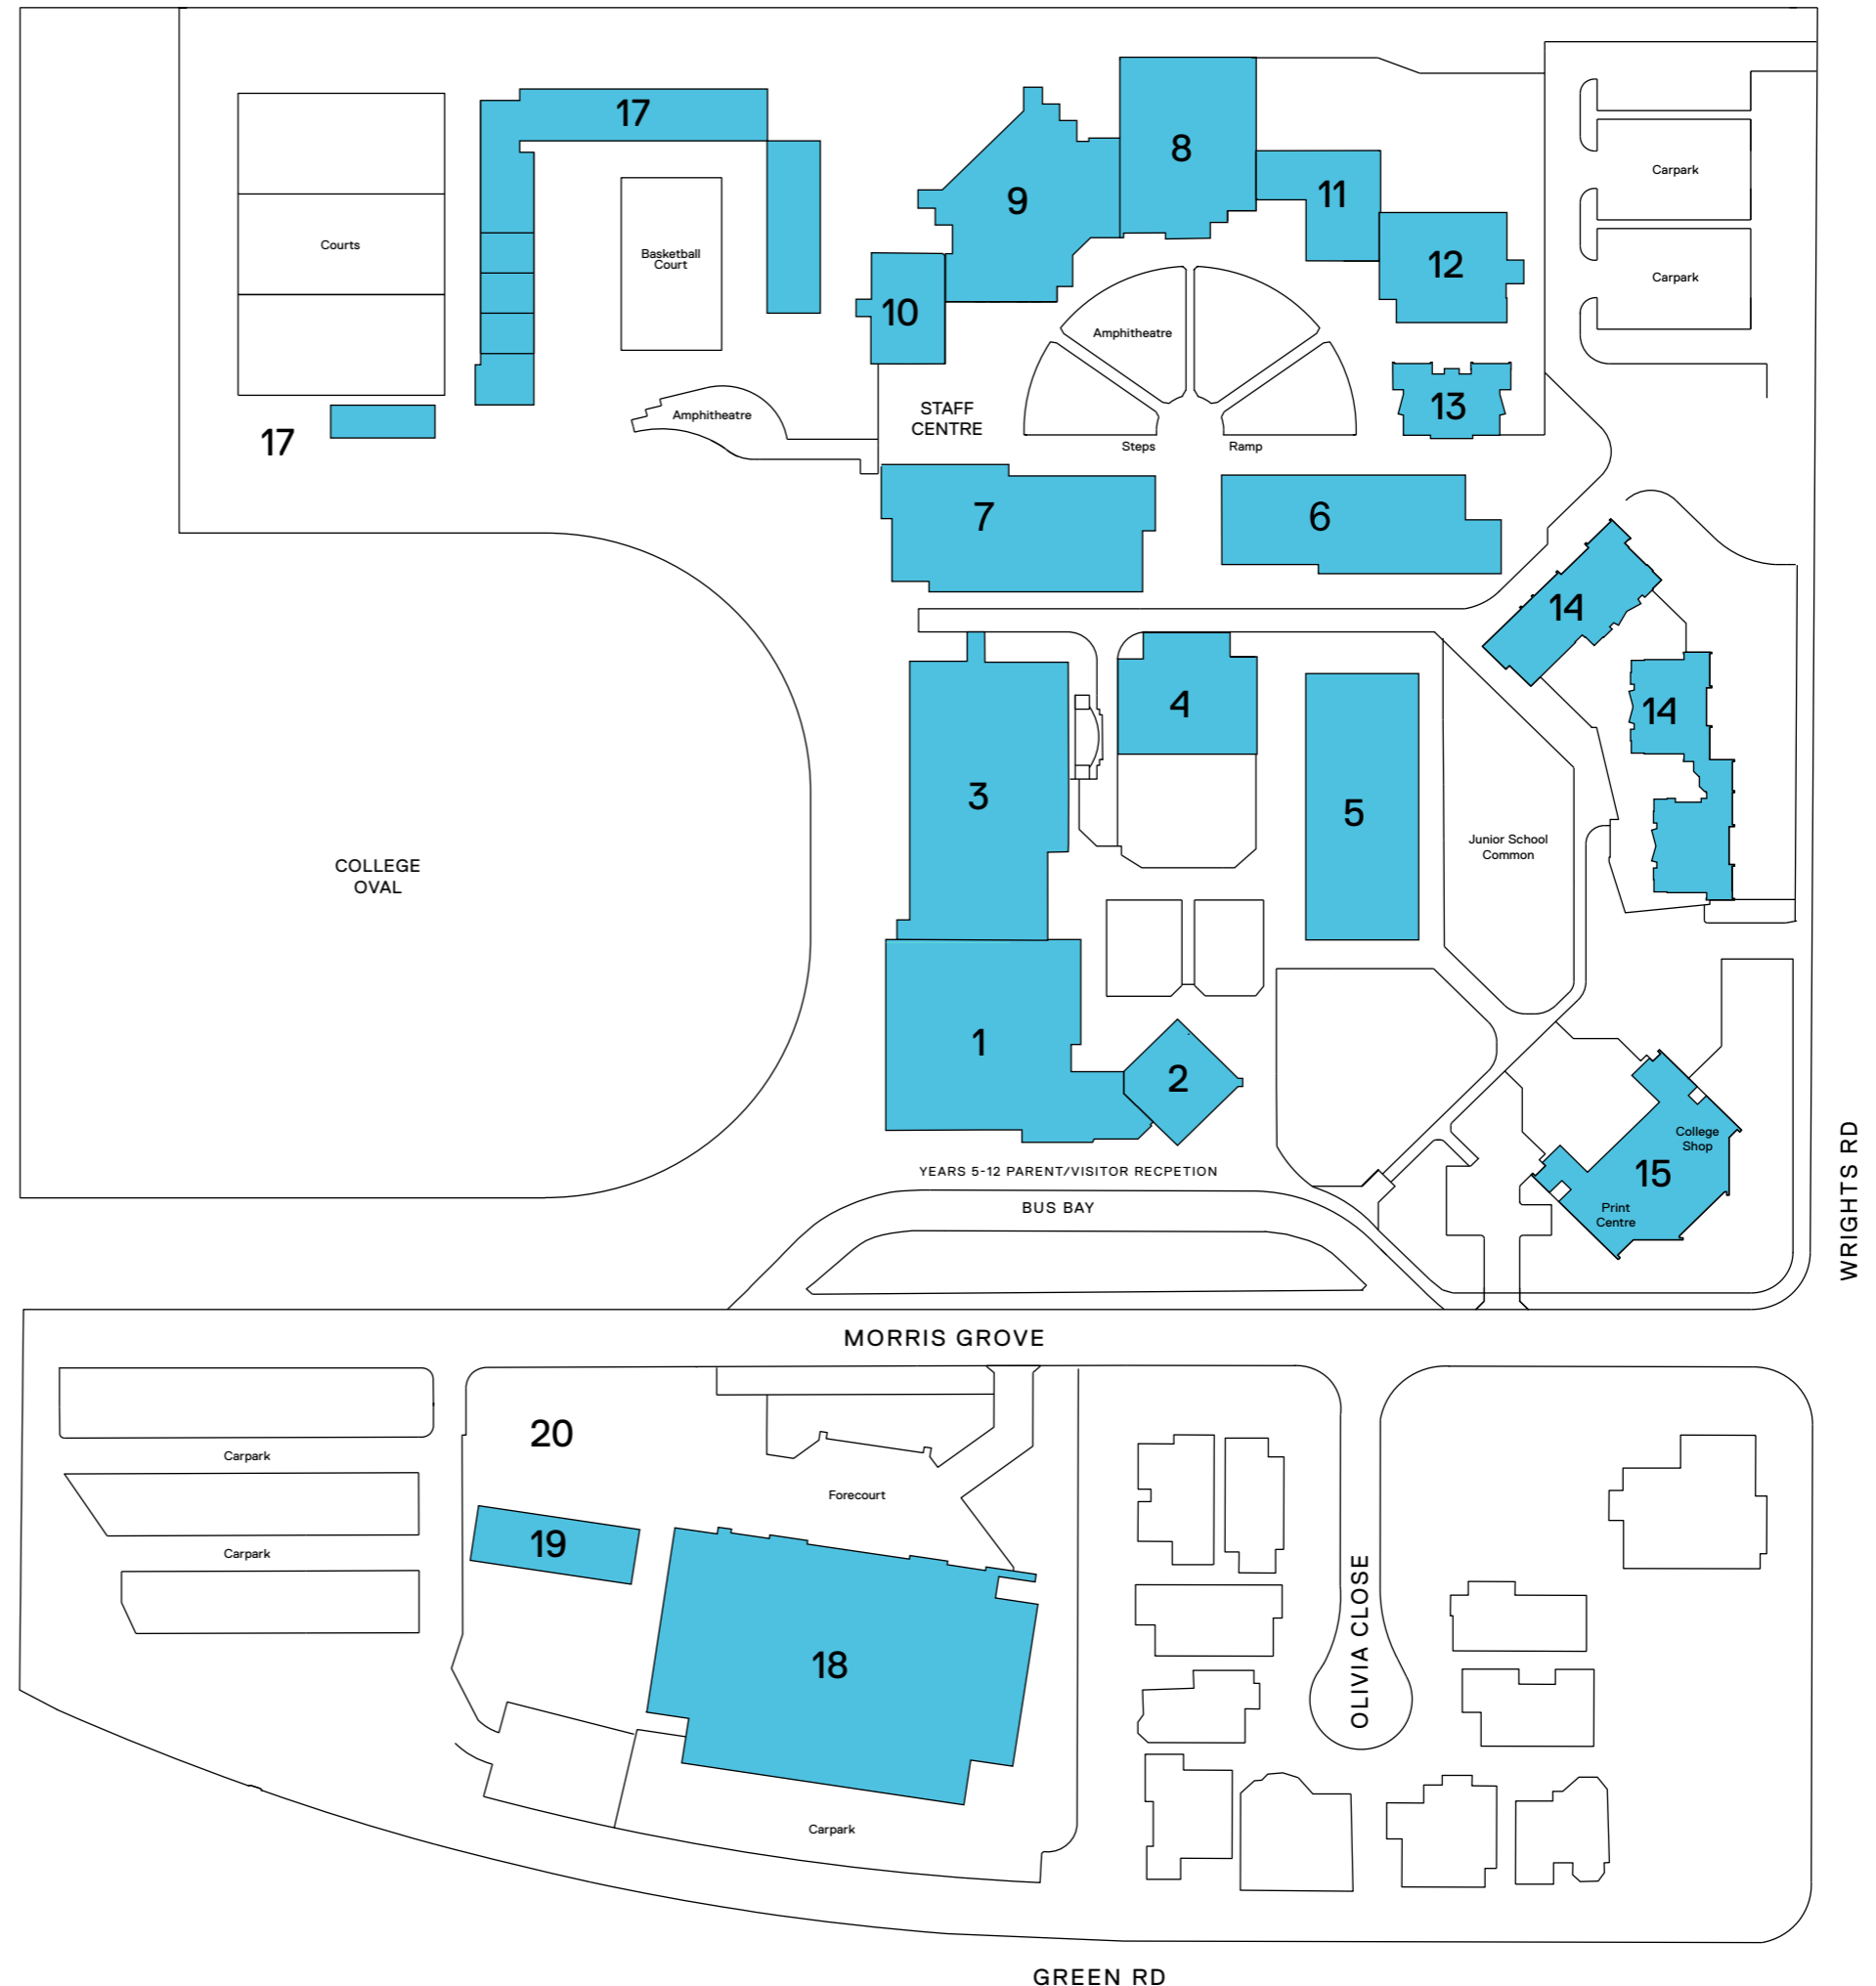 17
8
Carpark
11
9
Courts
Basketball
Court
12
Carpark
10
Amphitheatre
13
STAFF
CENTRE
Amphitheatre
17
Steps
Ramp
7
6
14
4
14
3
5
Junior School
Common
COLLEGE
OVAL
1
2
College
Shop
15
Print
Centre
YEARS 5-12 PARENT/VISITOR RECPETION
BUS BAY
WRIGHTS RD
MORRIS GROVE
20
Carpark
Forecourt
19
Carpark
OLIVIA CLOSE
18
Carpark
GREEN RD